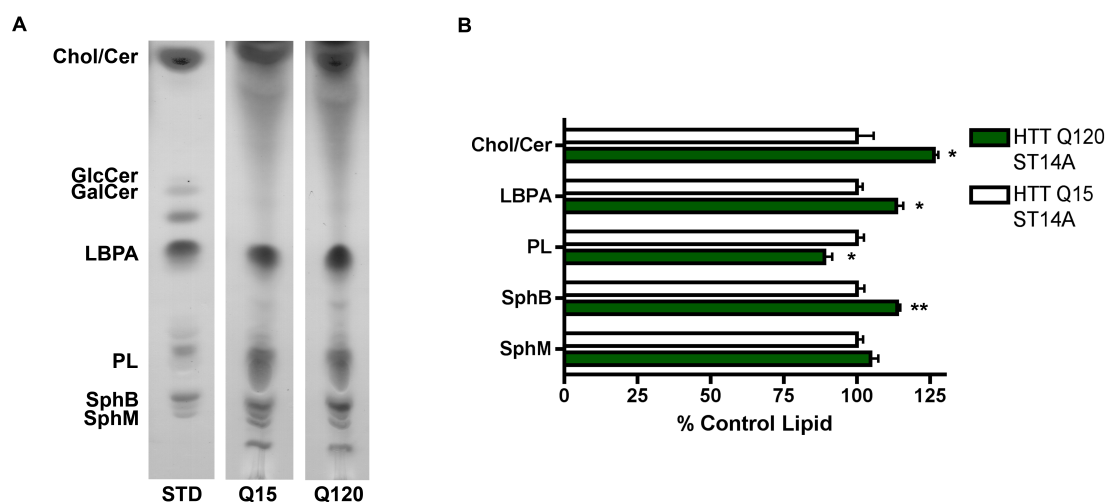 A
Chol/Cer
GlcCer
GalCer
LBPA
PL
SphB
SphM
STD Q15 Q120
B
Chol/Cer
LBPA
PL
SphB
SphM
*
*
*
**
0 25 50 75 100 125
% Control Lipid
HTT Q120
ST14A
HTT Q15
ST14A